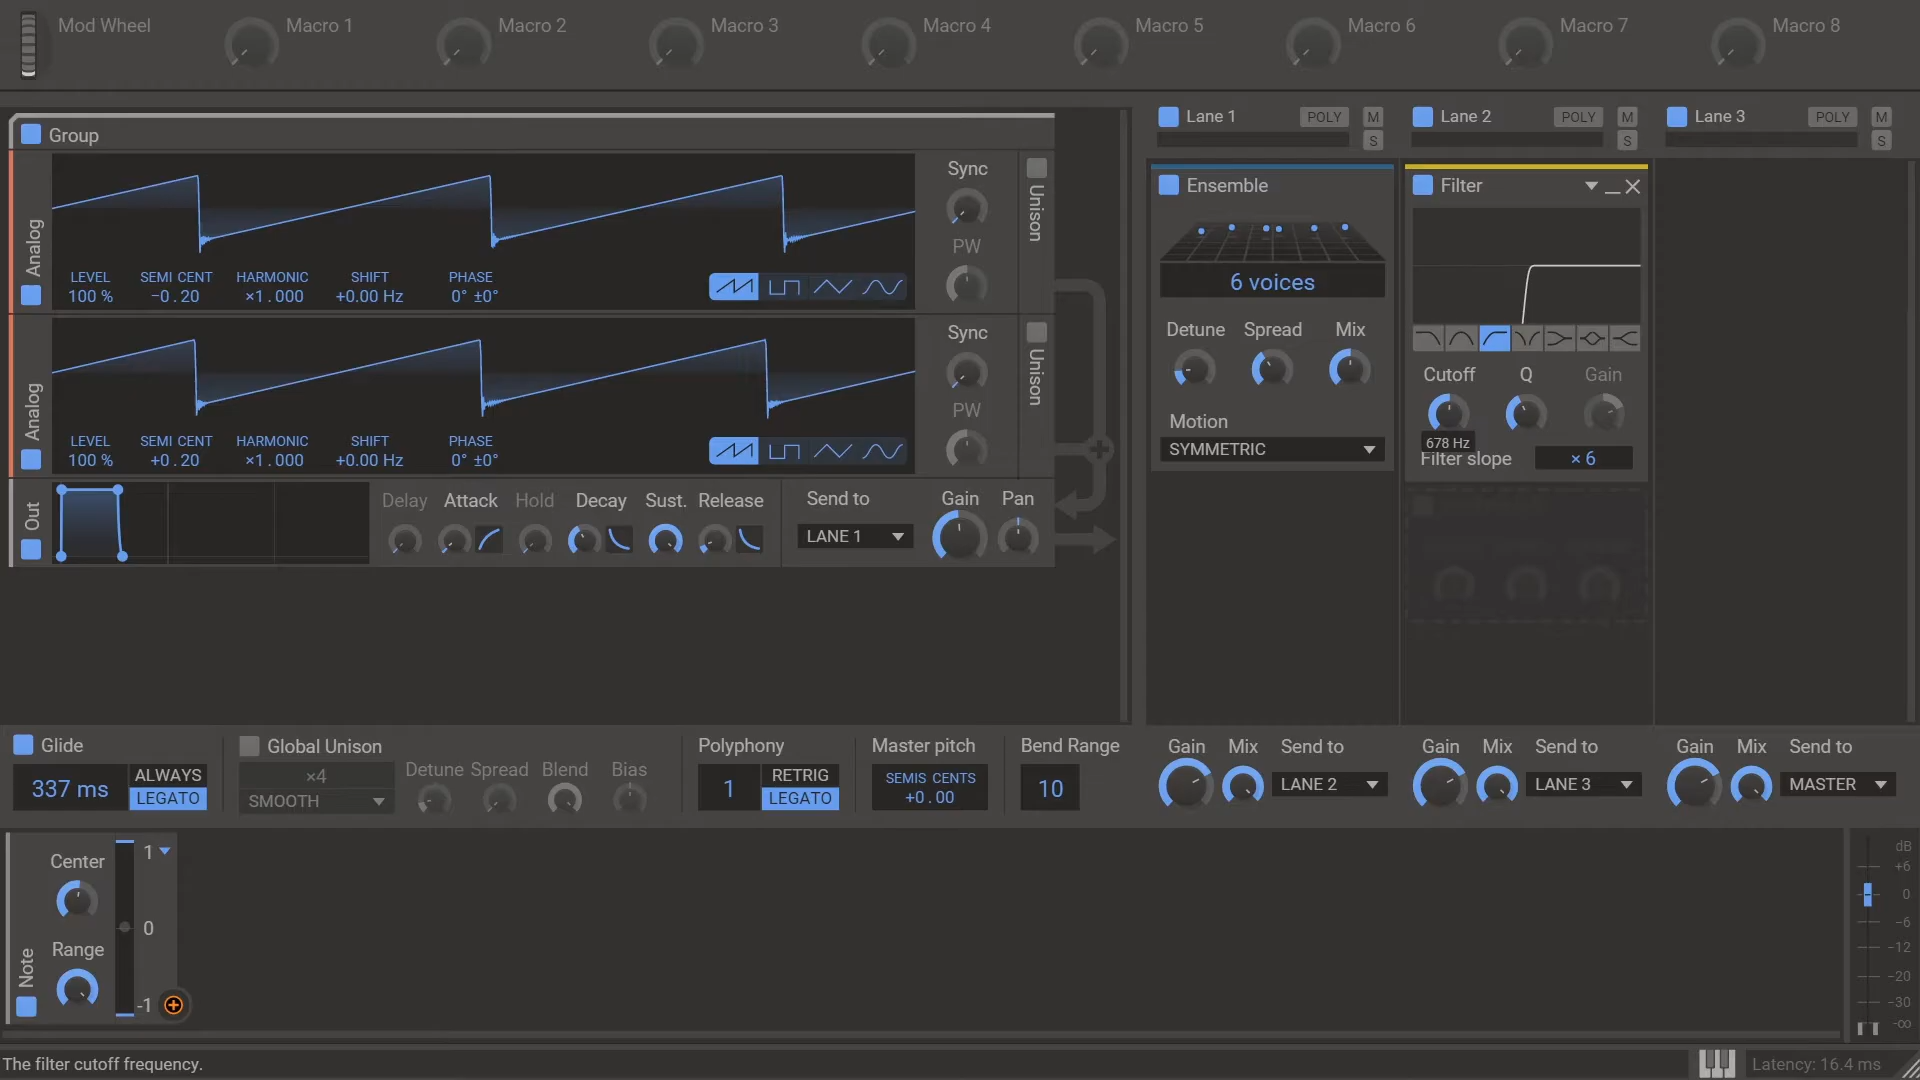 Mod Wheel
Macro 1
Macro 2
Macro 3
Macro 4
Macro 5
Macro 6
Macro 7
Macro 8
Group
Lane 1 POLY M
S
Lane 2 POLY M
S
Lane 3 POLY M
S
Analog
LEVEL SEMI CENT HARMONIC SHIFT PHASE
100 % −0.20 ×1.000 +0.00 Hz 0° ±0°
Sync
PW
Unison
Analog
LEVEL SEMI CENT HARMONIC SHIFT PHASE
100 % +0.20 ×1.000 +0.00 Hz 0° ±0°
Sync
PW
Unison
Out
Delay Attack Hold Decay Sust. Release
Send to
LANE 1
Gain Pan
Ensemble
6 voices
Detune Spread Mix
Motion
SYMMETRIC
Filter
Cutoff Q Gain
678 Hz
Filter slope × 6
Glide
337 ms
ALWAYS
LEGATO
Global Unison
×4
SMOOTH
Detune Spread Blend Bias
Polyphony
1
RETRIG
LEGATO
Master pitch
SEMIS CENTS
+0.00
Bend Range
10
Gain Mix Send to
LANE 2
Gain Mix Send to
LANE 3
Gain Mix Send to
MASTER
Note
Center
Range
1
0
-1
dB
+6
0
−6
−12
−20
−30
−∞
The filter cutoff frequency.
Latency: 16.4 ms